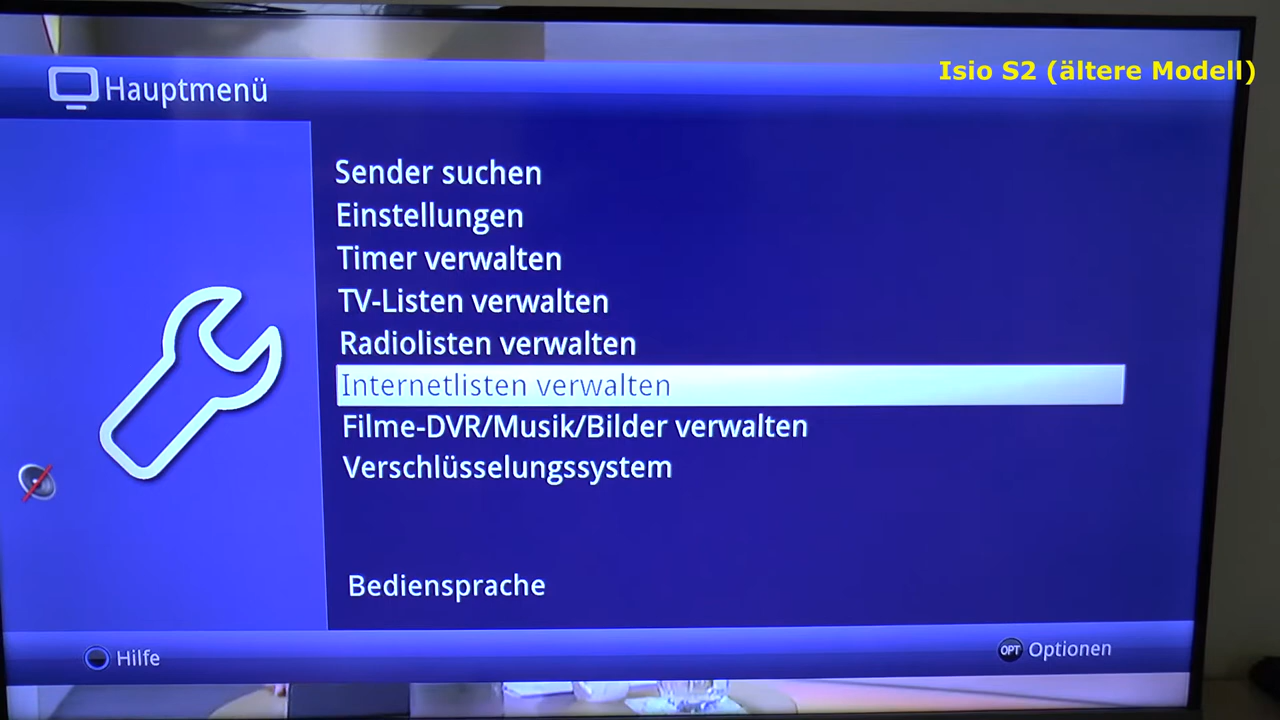 Isio S2 (ältere Modell)
Hauptmenü
Sender suchen
Einstellungen
Timer verwalten
TV-Listen verwalten
Radiolisten verwalten
Internetlisten verwalten
Filme-DVR/Musik/Bilder verwalten
Verschlüsselungssystem
Bediensprache
Hilfe
OPT Optionen